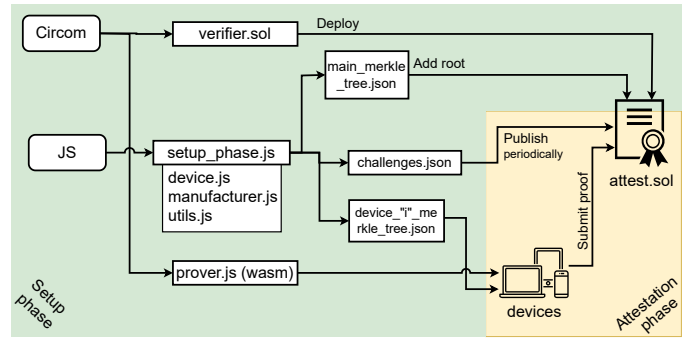 Circom
verifier.sol
Deploy
main_merkle
_tree.json
Add root
JS
setup_phase.js
device.js
manufacturer.js
utils.js
challenges.json
Publish
periodically
attest.sol
device_"i"_me
rkle_tree.json
Submit proof
prover.js (wasm)
devices
Setup
phase
Attestation
phase